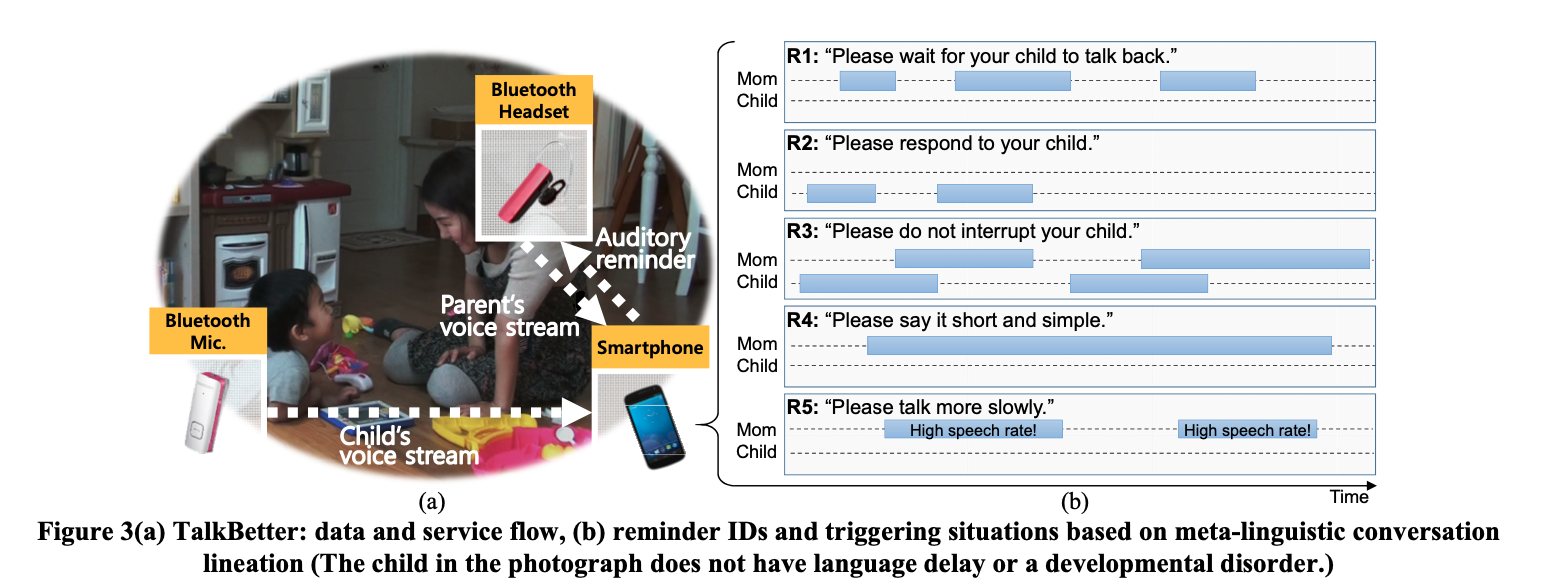 Bluetooth
Headset
Auditory
reminder
Parent's
voice stream
Bluetooth
Mic.
Smartphone
Child's
voice stream
(a)
R1: “Please wait for your child to talk back.”
Mom
Child
R2: “Please respond to your child.”
Mom
Child
R3: “Please do not interrupt your child.”
Mom
Child
R4: “Please say it short and simple.”
Mom
Child
R5: “Please talk more slowly.”
Mom High speech rate! High speech rate!
Child
Time
(b)
Figure 3(a) TalkBetter: data and service flow, (b) reminder IDs and triggering situations based on meta-linguistic conversation
lineation (The child in the photograph does not have language delay or a developmental disorder.)